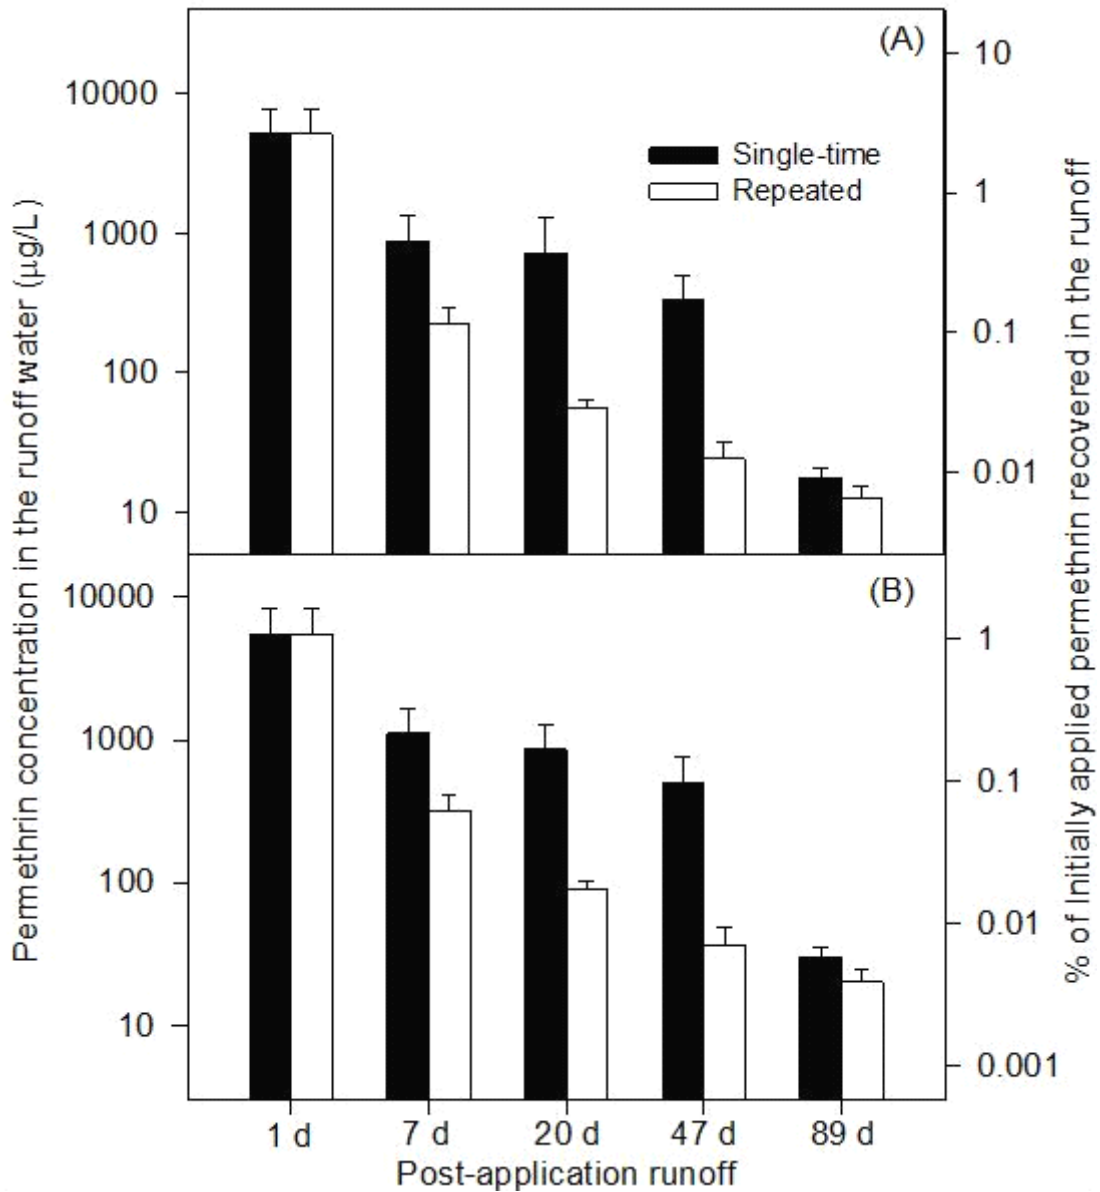 (A)
10000
1000
100
10
10
1
0.1
0.01
Single-time
Repeated
(B)
10000
1000
100
10
1
0.1
0.01
0.001
Permethrin concentration in the runoff water (µg/L)
% of Initially applied permethrin recovered in the runoff
1 d 7 d 20 d 47 d 89 d
Post-application runoff